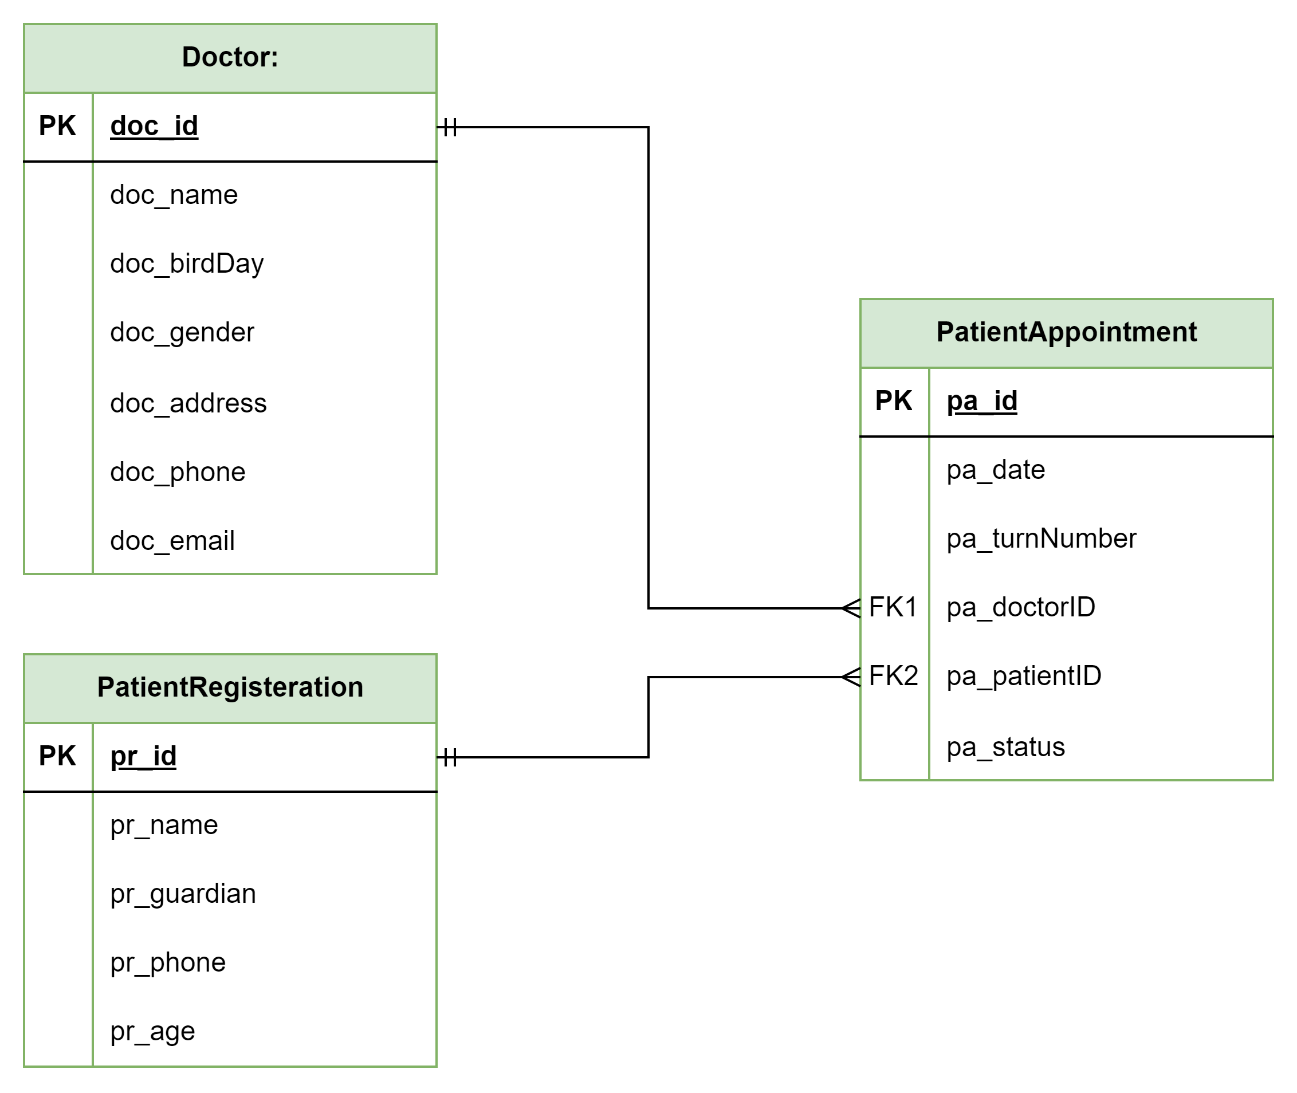 Doctor:
PK doc_id
doc_name
doc_birdDay
doc_gender
doc_address
doc_phone
doc_email
PatientRegisteration
PK pr_id
pr_name
pr_guardian
pr_phone
pr_age
PatientAppointment
PK pa_id
pa_date
pa_turnNumber
FK1 pa_doctorID
FK2 pa_patientID
pa_status